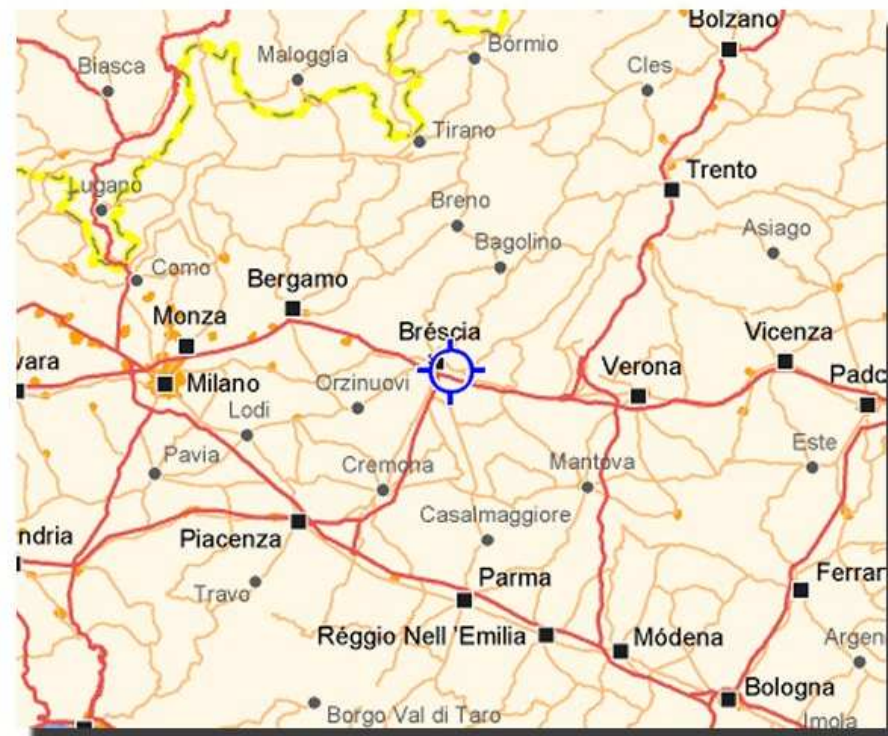 Bolzano
Bórmio
Maloggia
Biasca
Cles
Tirano
Trento
Lugano
Breno
Asiago
Bagolino
Como
Bergamo
Monza
Bréscia
Vicenza
vara
Milano
Orzinuovi
Verona
Padc
Lodi
Pavia
Cremona
Mantova
Este
Casalmaggiore
ndria
Piacenza
Travo
Parma
Ferrar
Réggio Nell 'Emilia
Módena
Argen
Bologna
Borgo Val di Taro
Imola